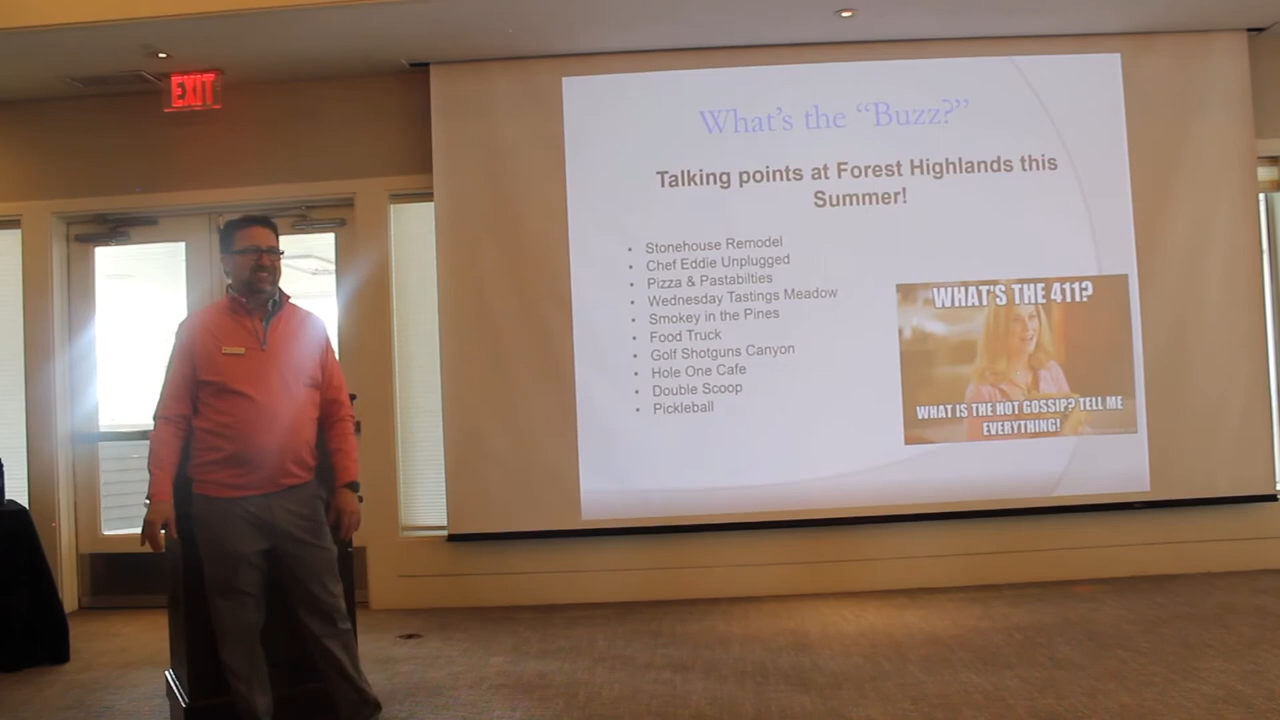 EXIT
What's the “Buzz?”
Talking points at Forest Highlands this
Summer!
• Stonehouse Remodel
• Chef Eddie Unplugged
• Pizza & Pastabilties
• Wednesday Tastings Meadow
• Smokey in the Pines
• Food Truck
• Golf Shotguns Canyon
• Hole One Cafe
• Double Scoop
• Pickleball
WHAT'S THE 411?
WHAT IS THE HOT GOSSIP? TELL ME
EVERYTHING!